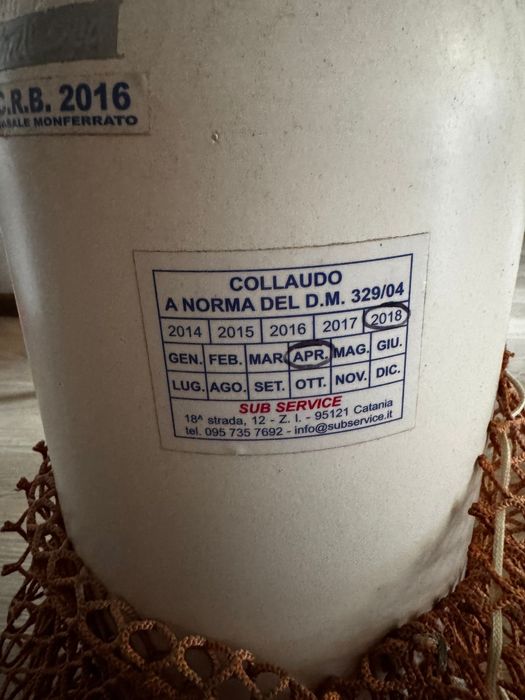 C.R.B. 2016
CASALE MONFERRATO
COLLAUDO
A NORMA DEL D.M. 329/04
2014 2015 2016 2017 2018
GEN. FEB. MAR. APR. MAG. GIU.
LUG. AGO. SET. OTT. NOV. DIC.
SUB SERVICE
18ª strada, 12 - Z. I. - 95121 Catania
tel. 095 735 7692 - info@subservice.it